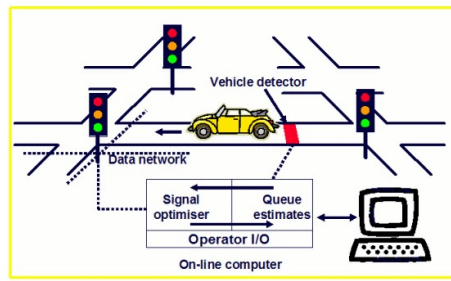 Vehicle detector
Data network
Signal
optimiser
Queue
estimates
Operator I/O
On-line computer